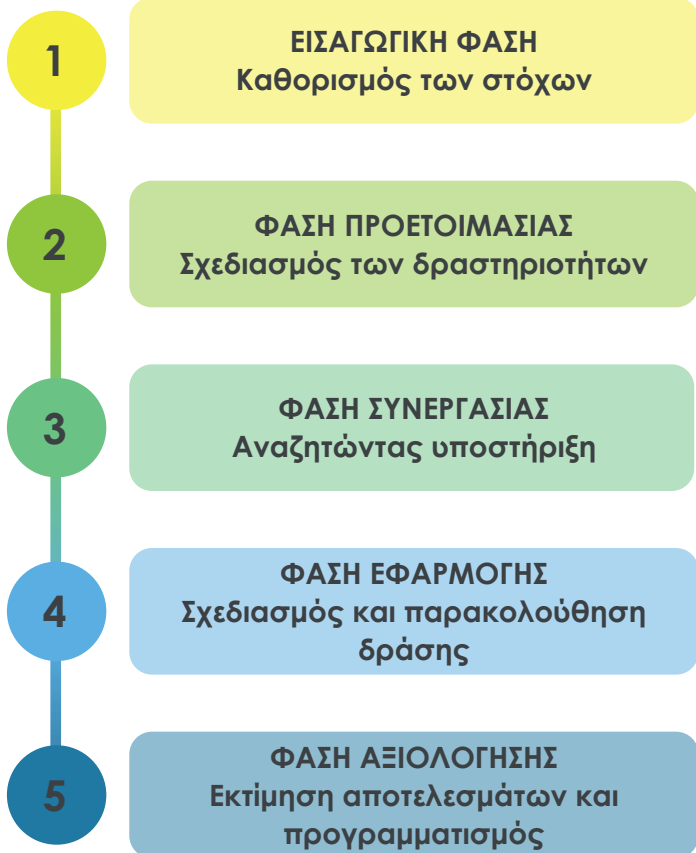 1
ΕΙΣΑΓΩΓΙΚΗ ΦΑΣΗ
Καθορισμός των στόχων
2
ΦΑΣΗ ΠΡΟΕΤΟΙΜΑΣΙΑΣ
Σχεδιασμός των δραστηριοτήτων
3
ΦΑΣΗ ΣΥΝΕΡΓΑΣΙΑΣ
Αναζητώντας υποστήριξη
4
ΦΑΣΗ ΕΦΑΡΜΟΓΗΣ
Σχεδιασμός και παρακολούθηση
δράσης
5
ΦΑΣΗ ΑΞΙΟΛΟΓΗΣΗΣ
Εκτίμηση αποτελεσμάτων και
προγραμματισμός